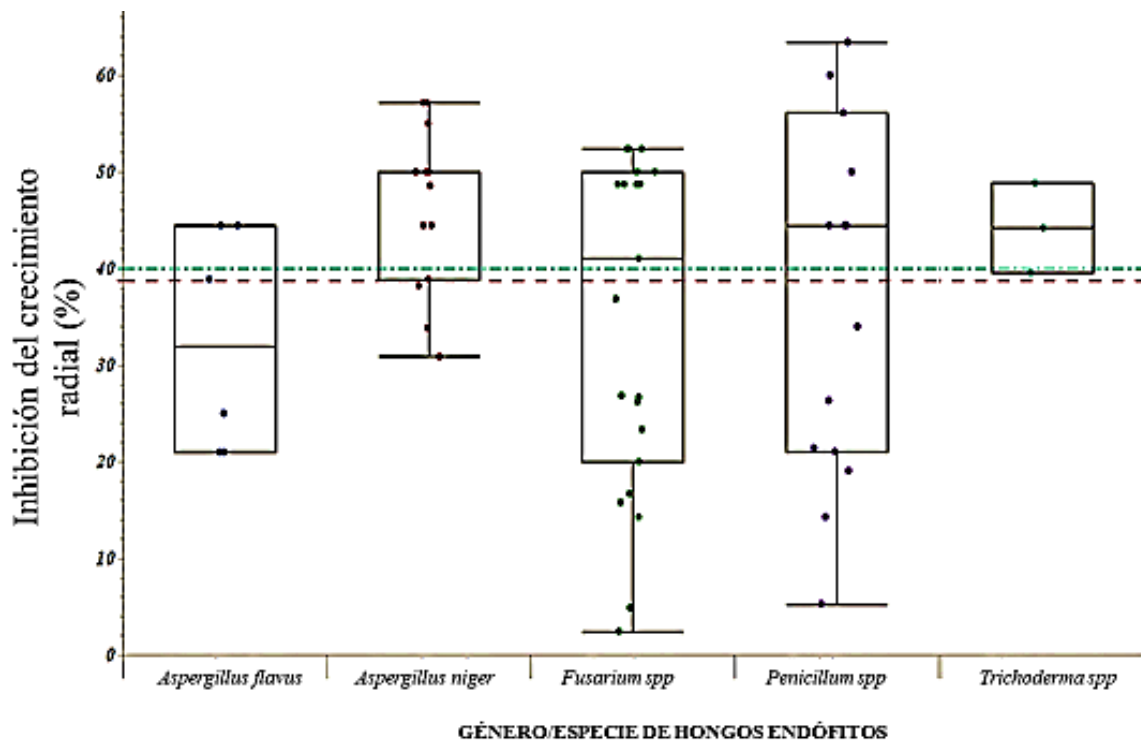 Inhibición del crecimiento
radial (%)
60
50
40
30
20
10
0
Aspergillus flavus
Aspergillus niger
Fusarium spp
Penicillum spp
Trichoderma spp
GÉNERO/ESPECIE DE HONGOS ENDÓFITOS